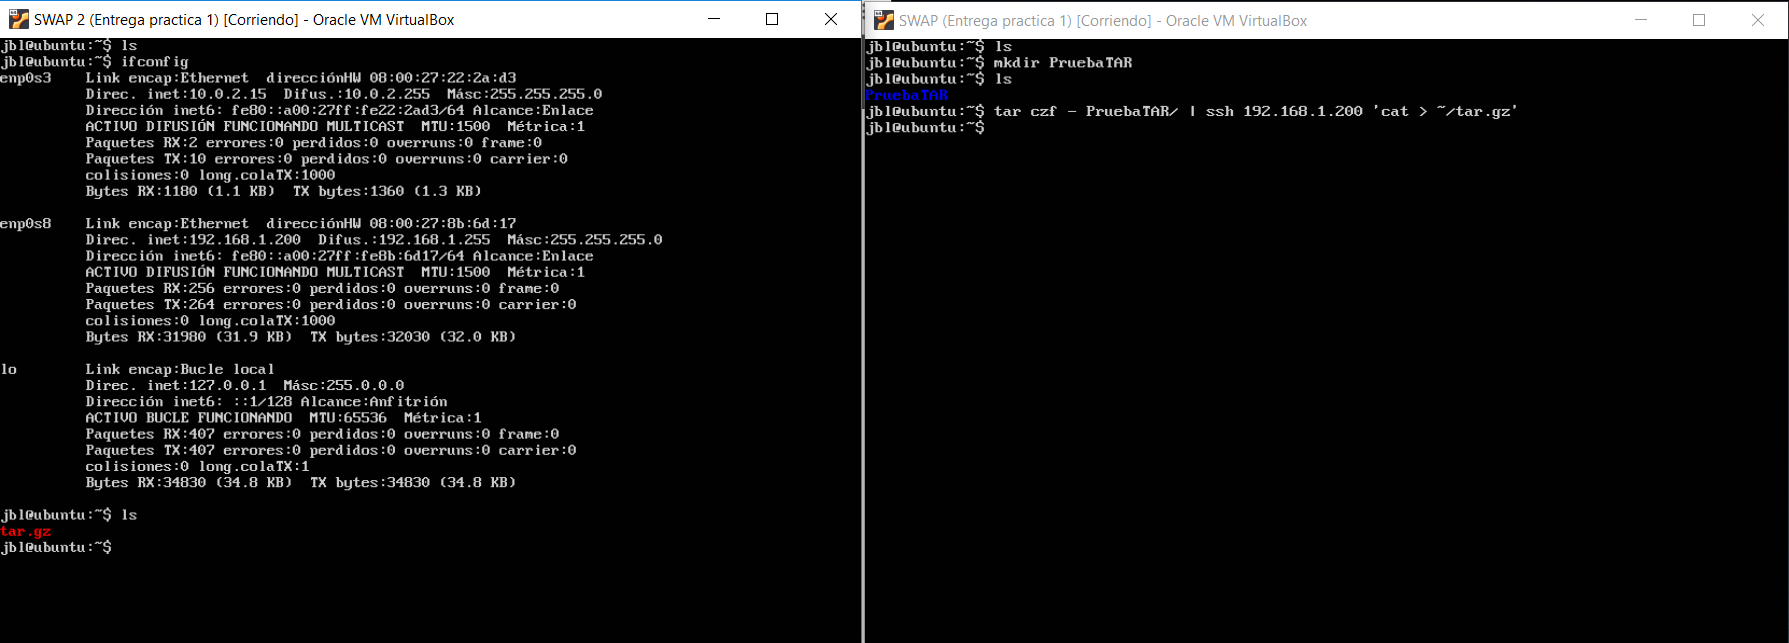 SWAP 2 (Entrega practica 1) [Corriendo] - Oracle VM VirtualBox
jbl@ubuntu:~$ ls
jbl@ubuntu:~$ ifconfig
enp0s3    Link encap:Ethernet  direcciónHW 08:00:27:22:2a:d3
Direc. inet:10.0.2.15  Difus.:10.0.2.255  Másc:255.255.255.0
Dirección inet6: fe80::a00:27ff:fe22:2ad3/64 Alcance:Enlace
ACTIVO DIFUSIÓN FUNCIONANDO MULTICAST  MTU:1500  Métrica:1
Paquetes RX:2 errores:0 perdidos:0 overruns:0 frame:0
Paquetes TX:10 errores:0 perdidos:0 overruns:0 carrier:0
colisiones:0 long.colaTX:1000
Bytes RX:1180 (1.1 KB)  TX bytes:1360 (1.3 KB)
enp0s8    Link encap:Ethernet  direcciónHW 08:00:27:8b:6d:17
Direc. inet:192.168.1.200  Difus.:192.168.1.255  Másc:255.255.255.0
Dirección inet6: fe80::a00:27ff:fe8b:6d17/64 Alcance:Enlace
ACTIVO DIFUSIÓN FUNCIONANDO MULTICAST  MTU:1500  Métrica:1
Paquetes RX:256 errores:0 perdidos:0 overruns:0 frame:0
Paquetes TX:264 errores:0 perdidos:0 overruns:0 carrier:0
colisiones:0 long.colaTX:1000
Bytes RX:31980 (31.9 KB)  TX bytes:32030 (32.0 KB)
lo        Link encap:Bucle local
Direc. inet:127.0.0.1  Másc:255.0.0.0
Dirección inet6: ::1/128 Alcance:Anfitrión
ACTIVO BUCLE FUNCIONANDO  MTU:65536  Métrica:1
Paquetes RX:407 errores:0 perdidos:0 overruns:0 frame:0
Paquetes TX:407 errores:0 perdidos:0 overruns:0 carrier:0
colisiones:0 long.colaTX:1
Bytes RX:34830 (34.8 KB)  TX bytes:34830 (34.8 KB)
jbl@ubuntu:~$ ls
tar.gz
jbl@ubuntu:~$
SWAP (Entrega practica 1) [Corriendo] - Oracle VM VirtualBox
jbl@ubuntu:~$ ls
jbl@ubuntu:~$ mkdir PruebaTAR
jbl@ubuntu:~$ ls
PruebaTAR
jbl@ubuntu:~$ tar czf - PruebaTAR/ | ssh 192.168.1.200 'cat > ~/tar.gz'
jbl@ubuntu:~$